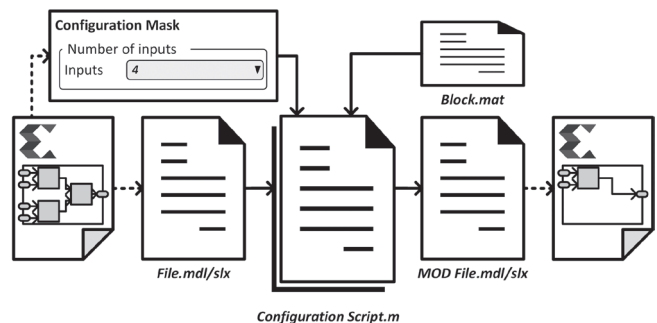 Configuration Mask
Number of inputs
Inputs
4
Block.mat
File.mdl/slx
MOD File.mdl/slx
Configuration Script.m